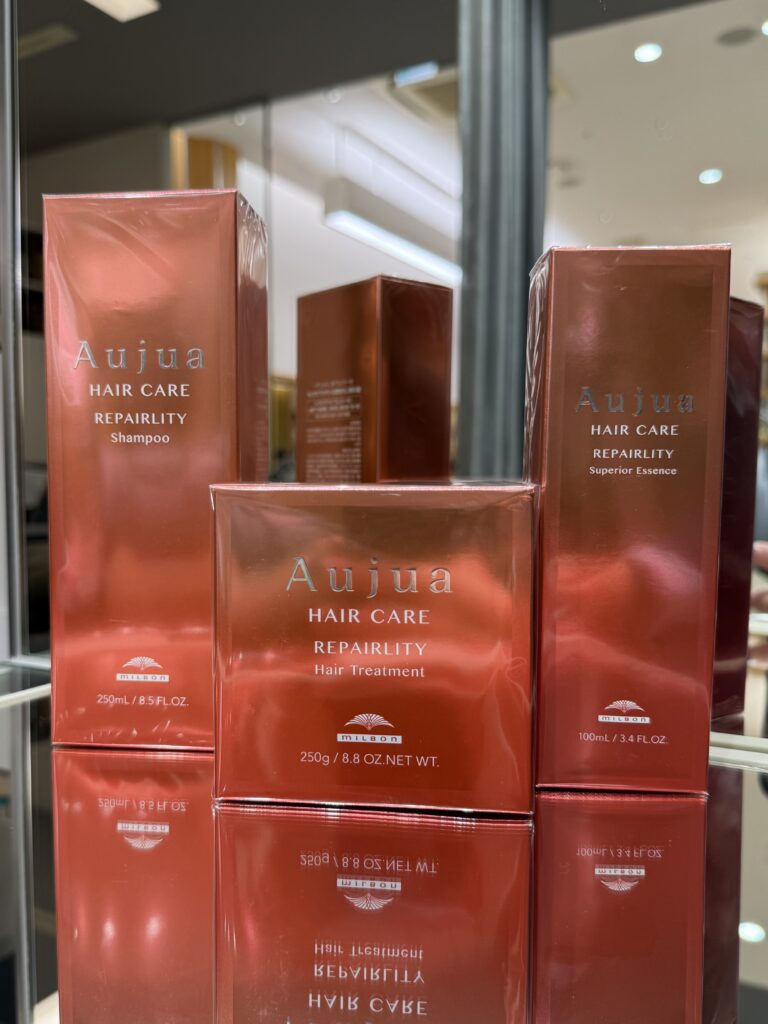 Aujua
HAIR CARE
REPAIRLITY
Shampoo
milbon
250mL / 8.5 FL.OZ.
Aujua
HAIR CARE
REPAIRLITY
Hair Treatment
milbon
250g / 8.8 OZ.NET WT.
Aujua
HAIR CARE
REPAIRLITY
Superior Essence
milbon
100mL / 3.4 FL.OZ.